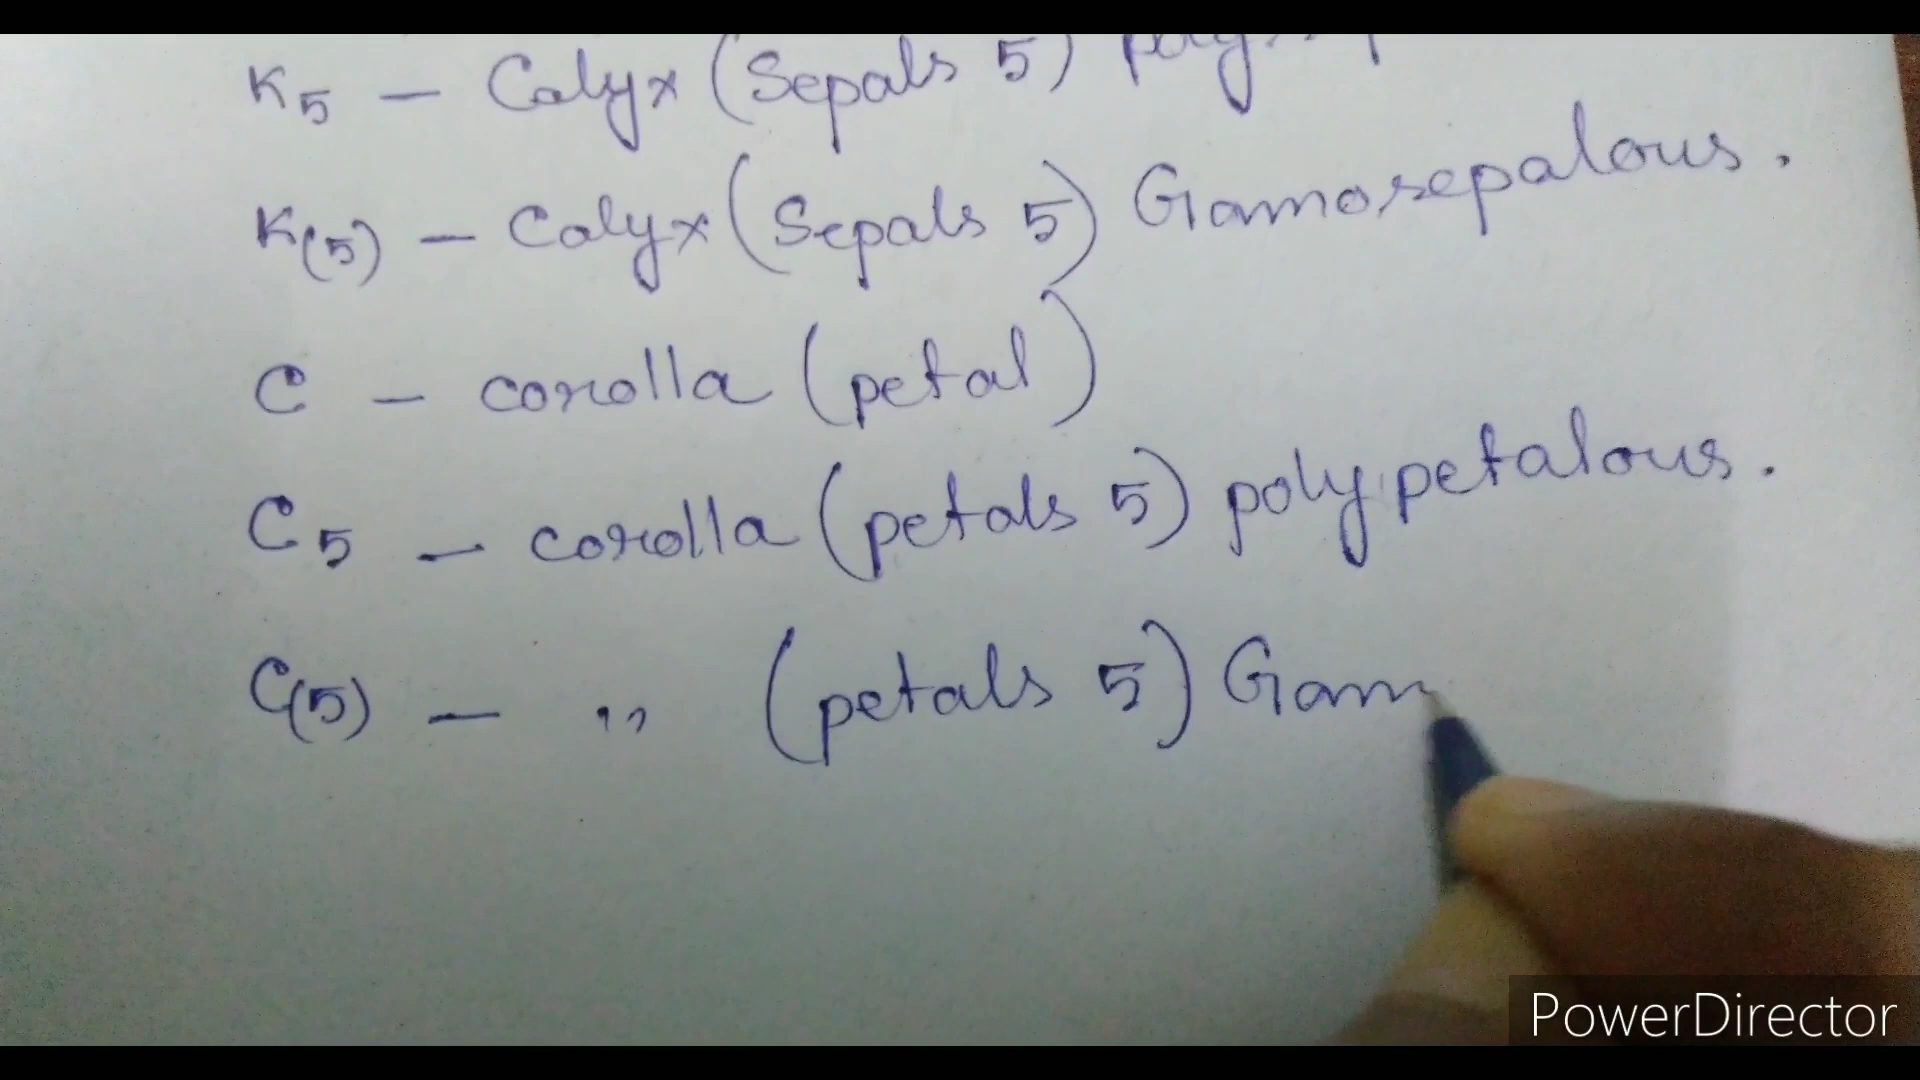 K5 – Calyx (Sepals 5)
K(5) – Calyx (Sepals 5) Gamosepalous.
C – corolla (petal)
C5 – corolla (petals 5) polypetalous.
C(5) – ,, (petals 5) Gam
PowerDirector